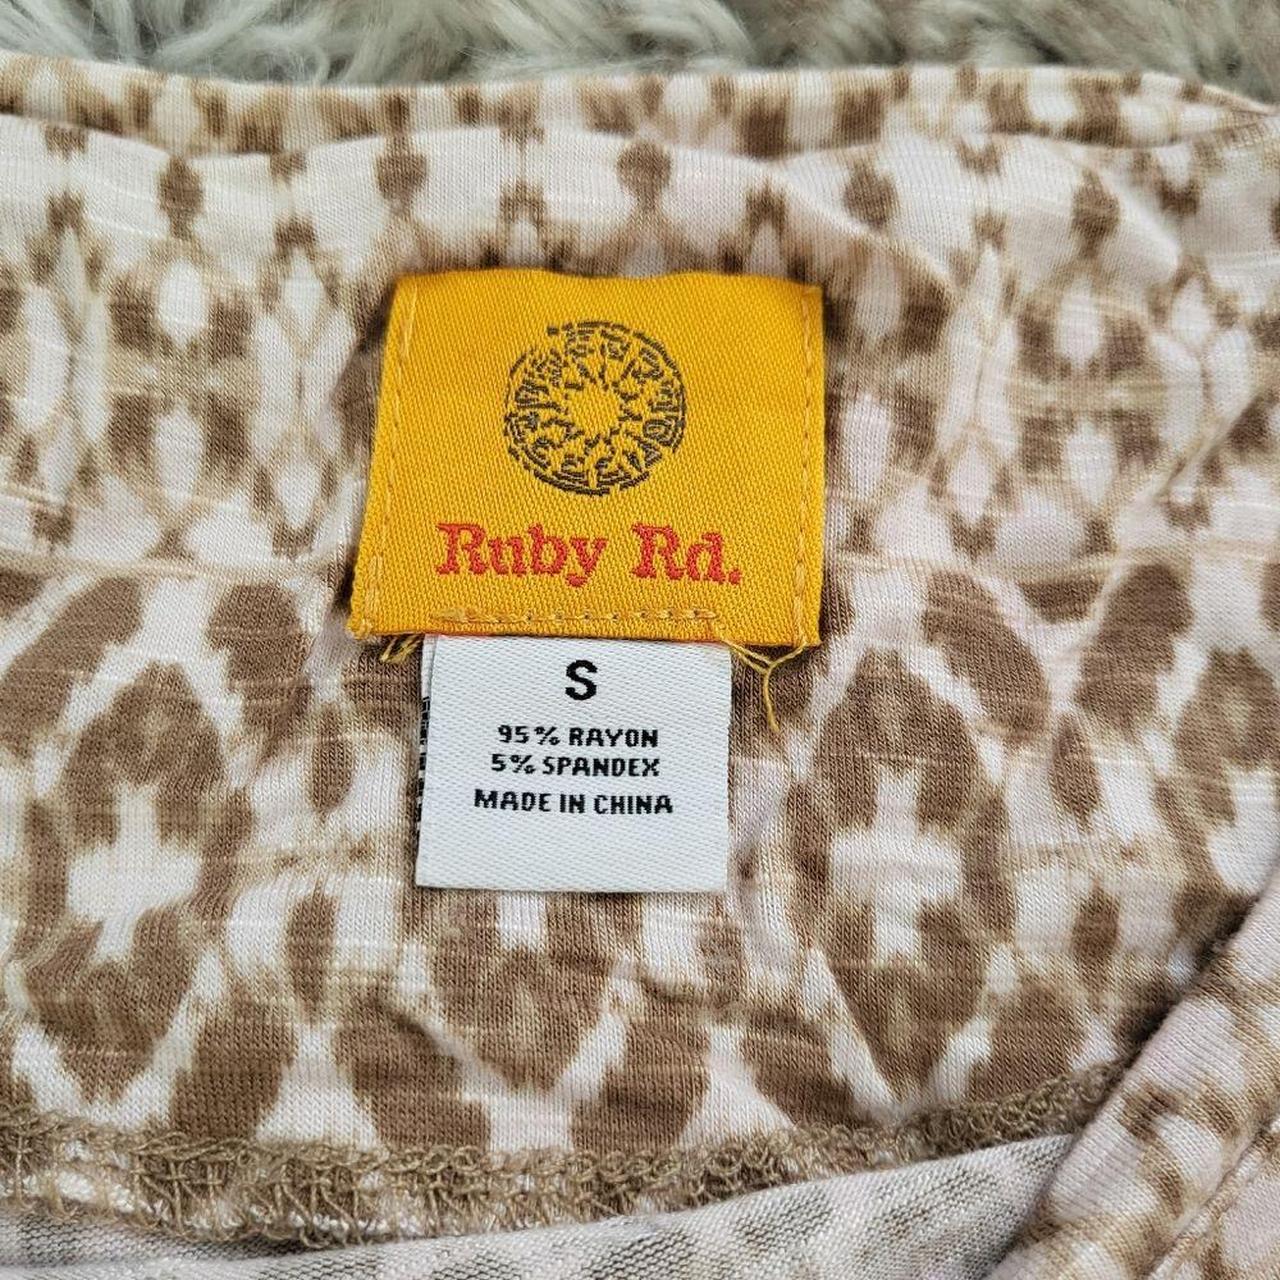 Ruby Rd.
S
95% RAYON
5% SPANDEX
MADE IN CHINA